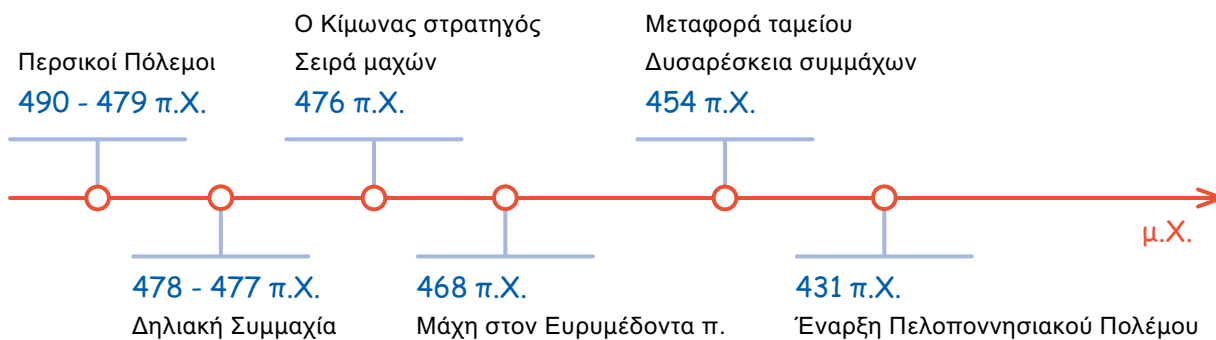 Ο Κίμωνας στρατηγός
Μεταφορά ταμείου
Περσικοί Πόλεμοι
Σειρά μαχών
Δυσαρέσκεια συμμάχων
490 - 479 π.Χ.
476 π.Χ.
454 π.Χ.
μ.Χ.
478 - 477 π.Χ.
468 π.Χ.
431 π.Χ.
Δηλιακή Συμμαχία
Μάχη στον Ευρυμέδοντα π.
Έναρξη Πελοποννησιακού Πολέμου